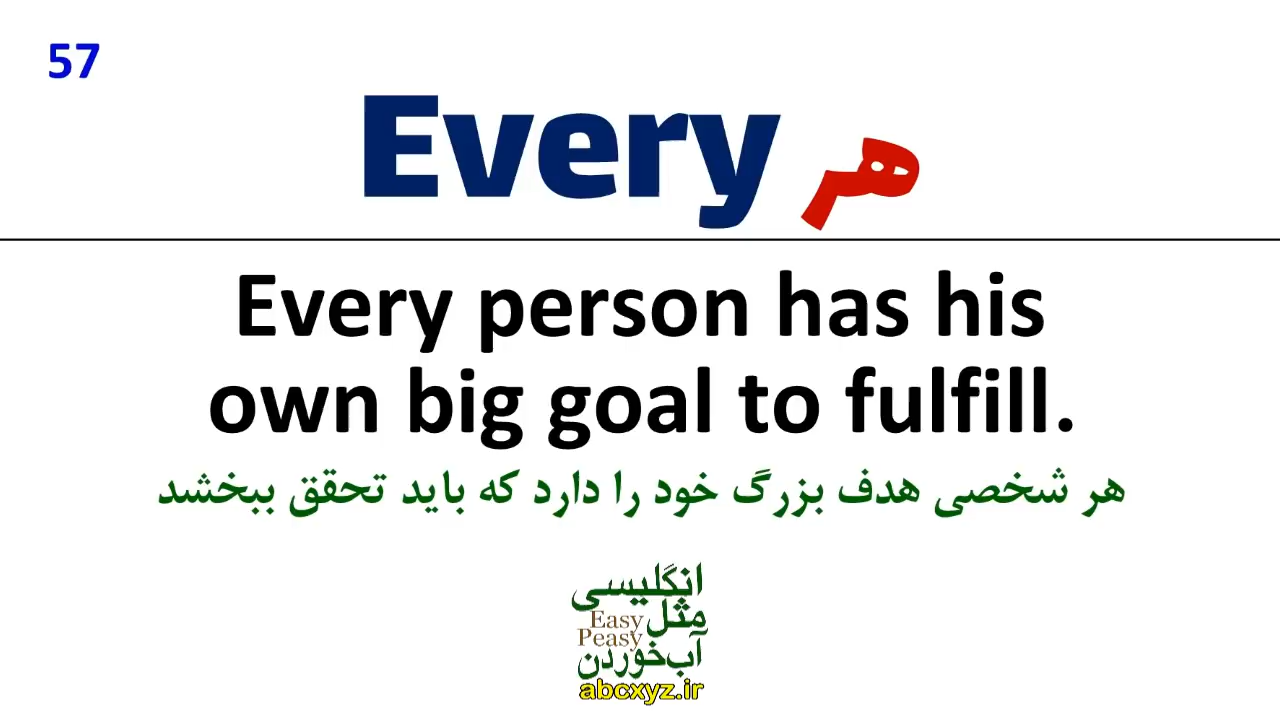 57
Every هر
Every person has his
own big goal to fulfill.
هر شخصی هدف بزرگ خود را دارد که باید تحقق ببخشد
انگلیسی
مثل Easy
Peasy
آب‌خوردن
abcxyz.ir